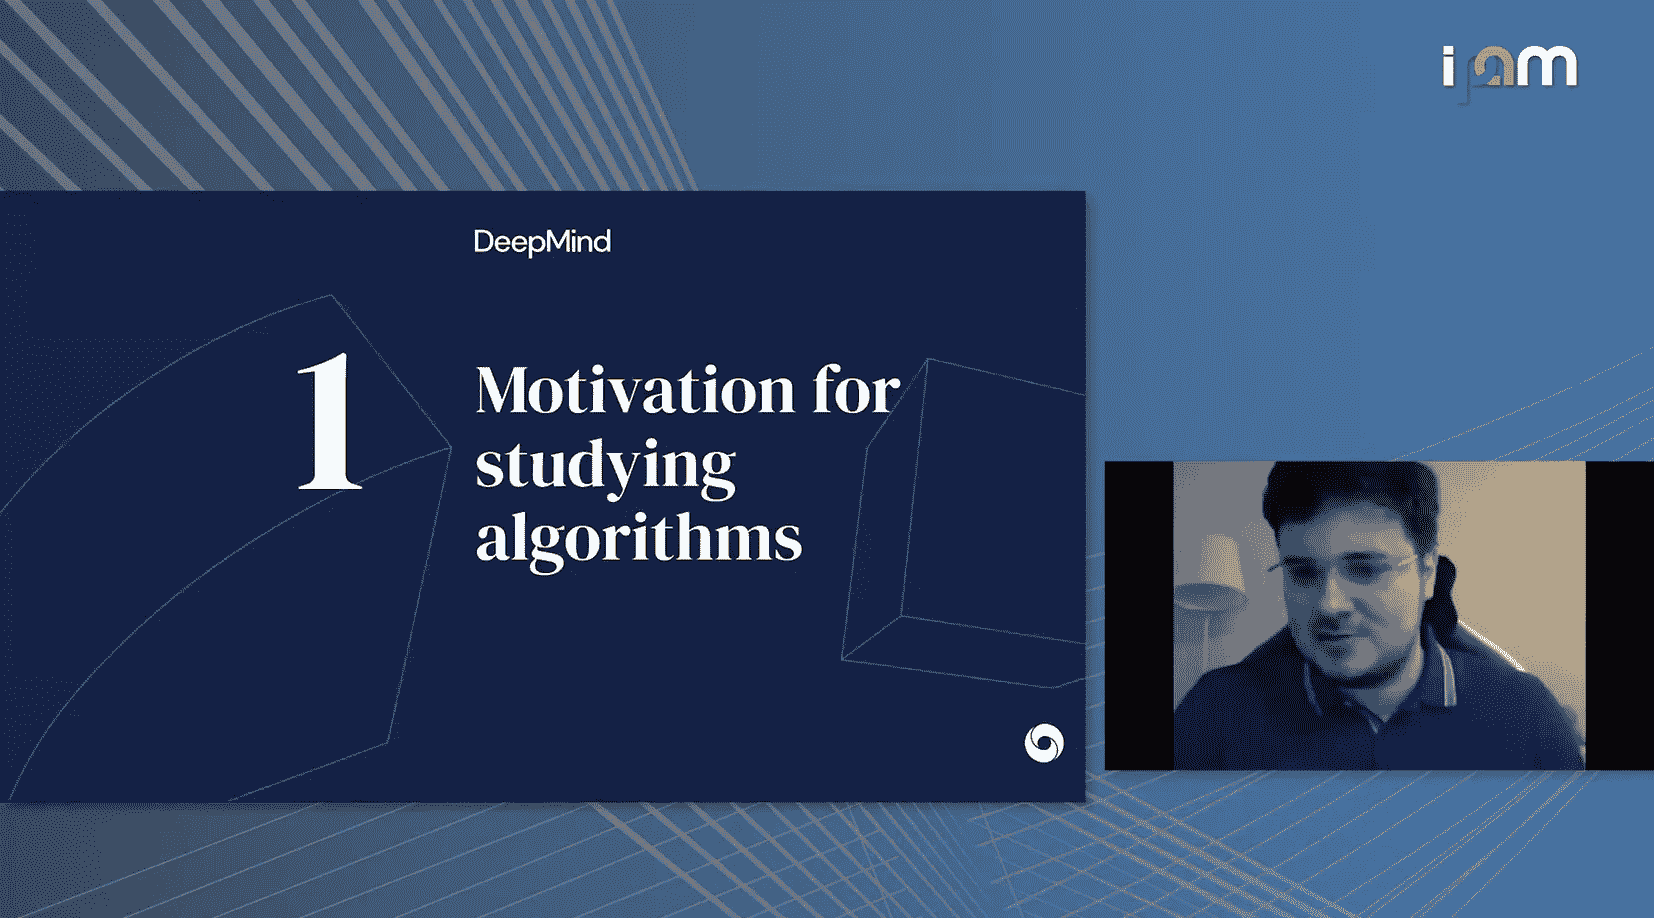 ipam
DeepMind
1
Motivation for
studying
algorithms